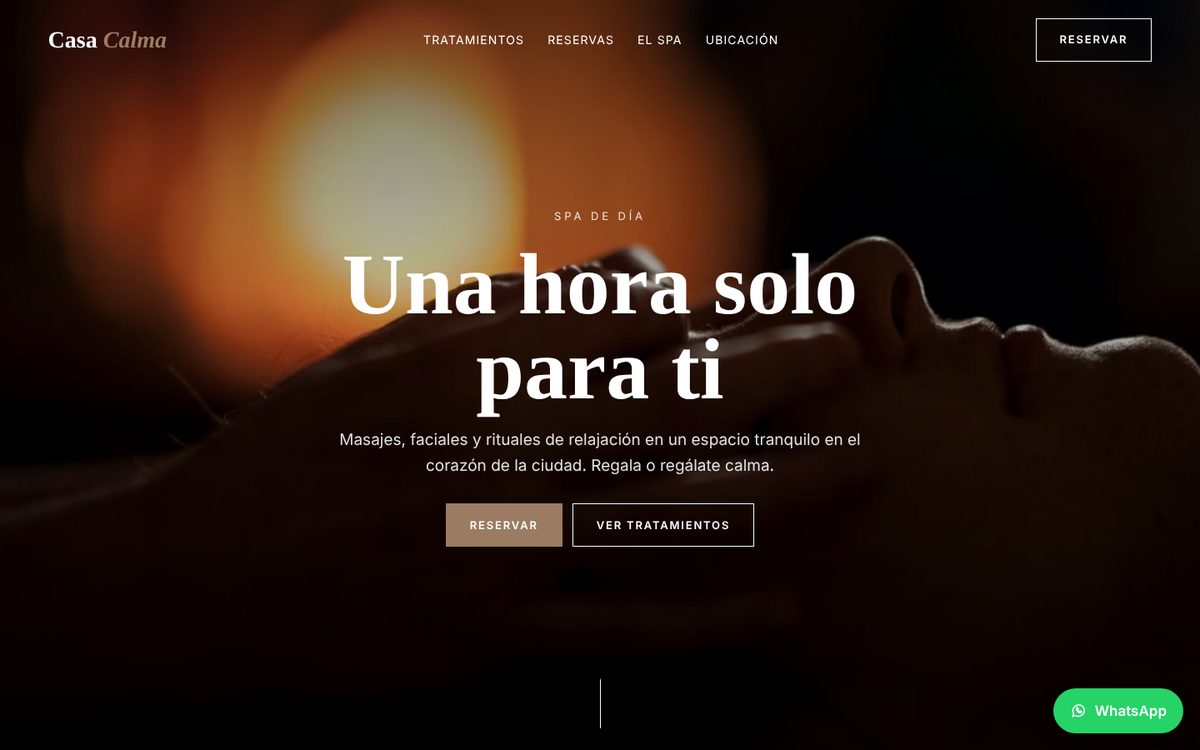 Casa Calma
TRATAMIENTOS RESERVAS EL SPA UBICACIÓN
RESERVAR
SPA DE DÍA
Una hora solo
para ti
Masajes, faciales y rituales de relajación en un espacio tranquilo en el
corazón de la ciudad. Regala o regálate calma.
RESERVAR
VER TRATAMIENTOS
WhatsApp